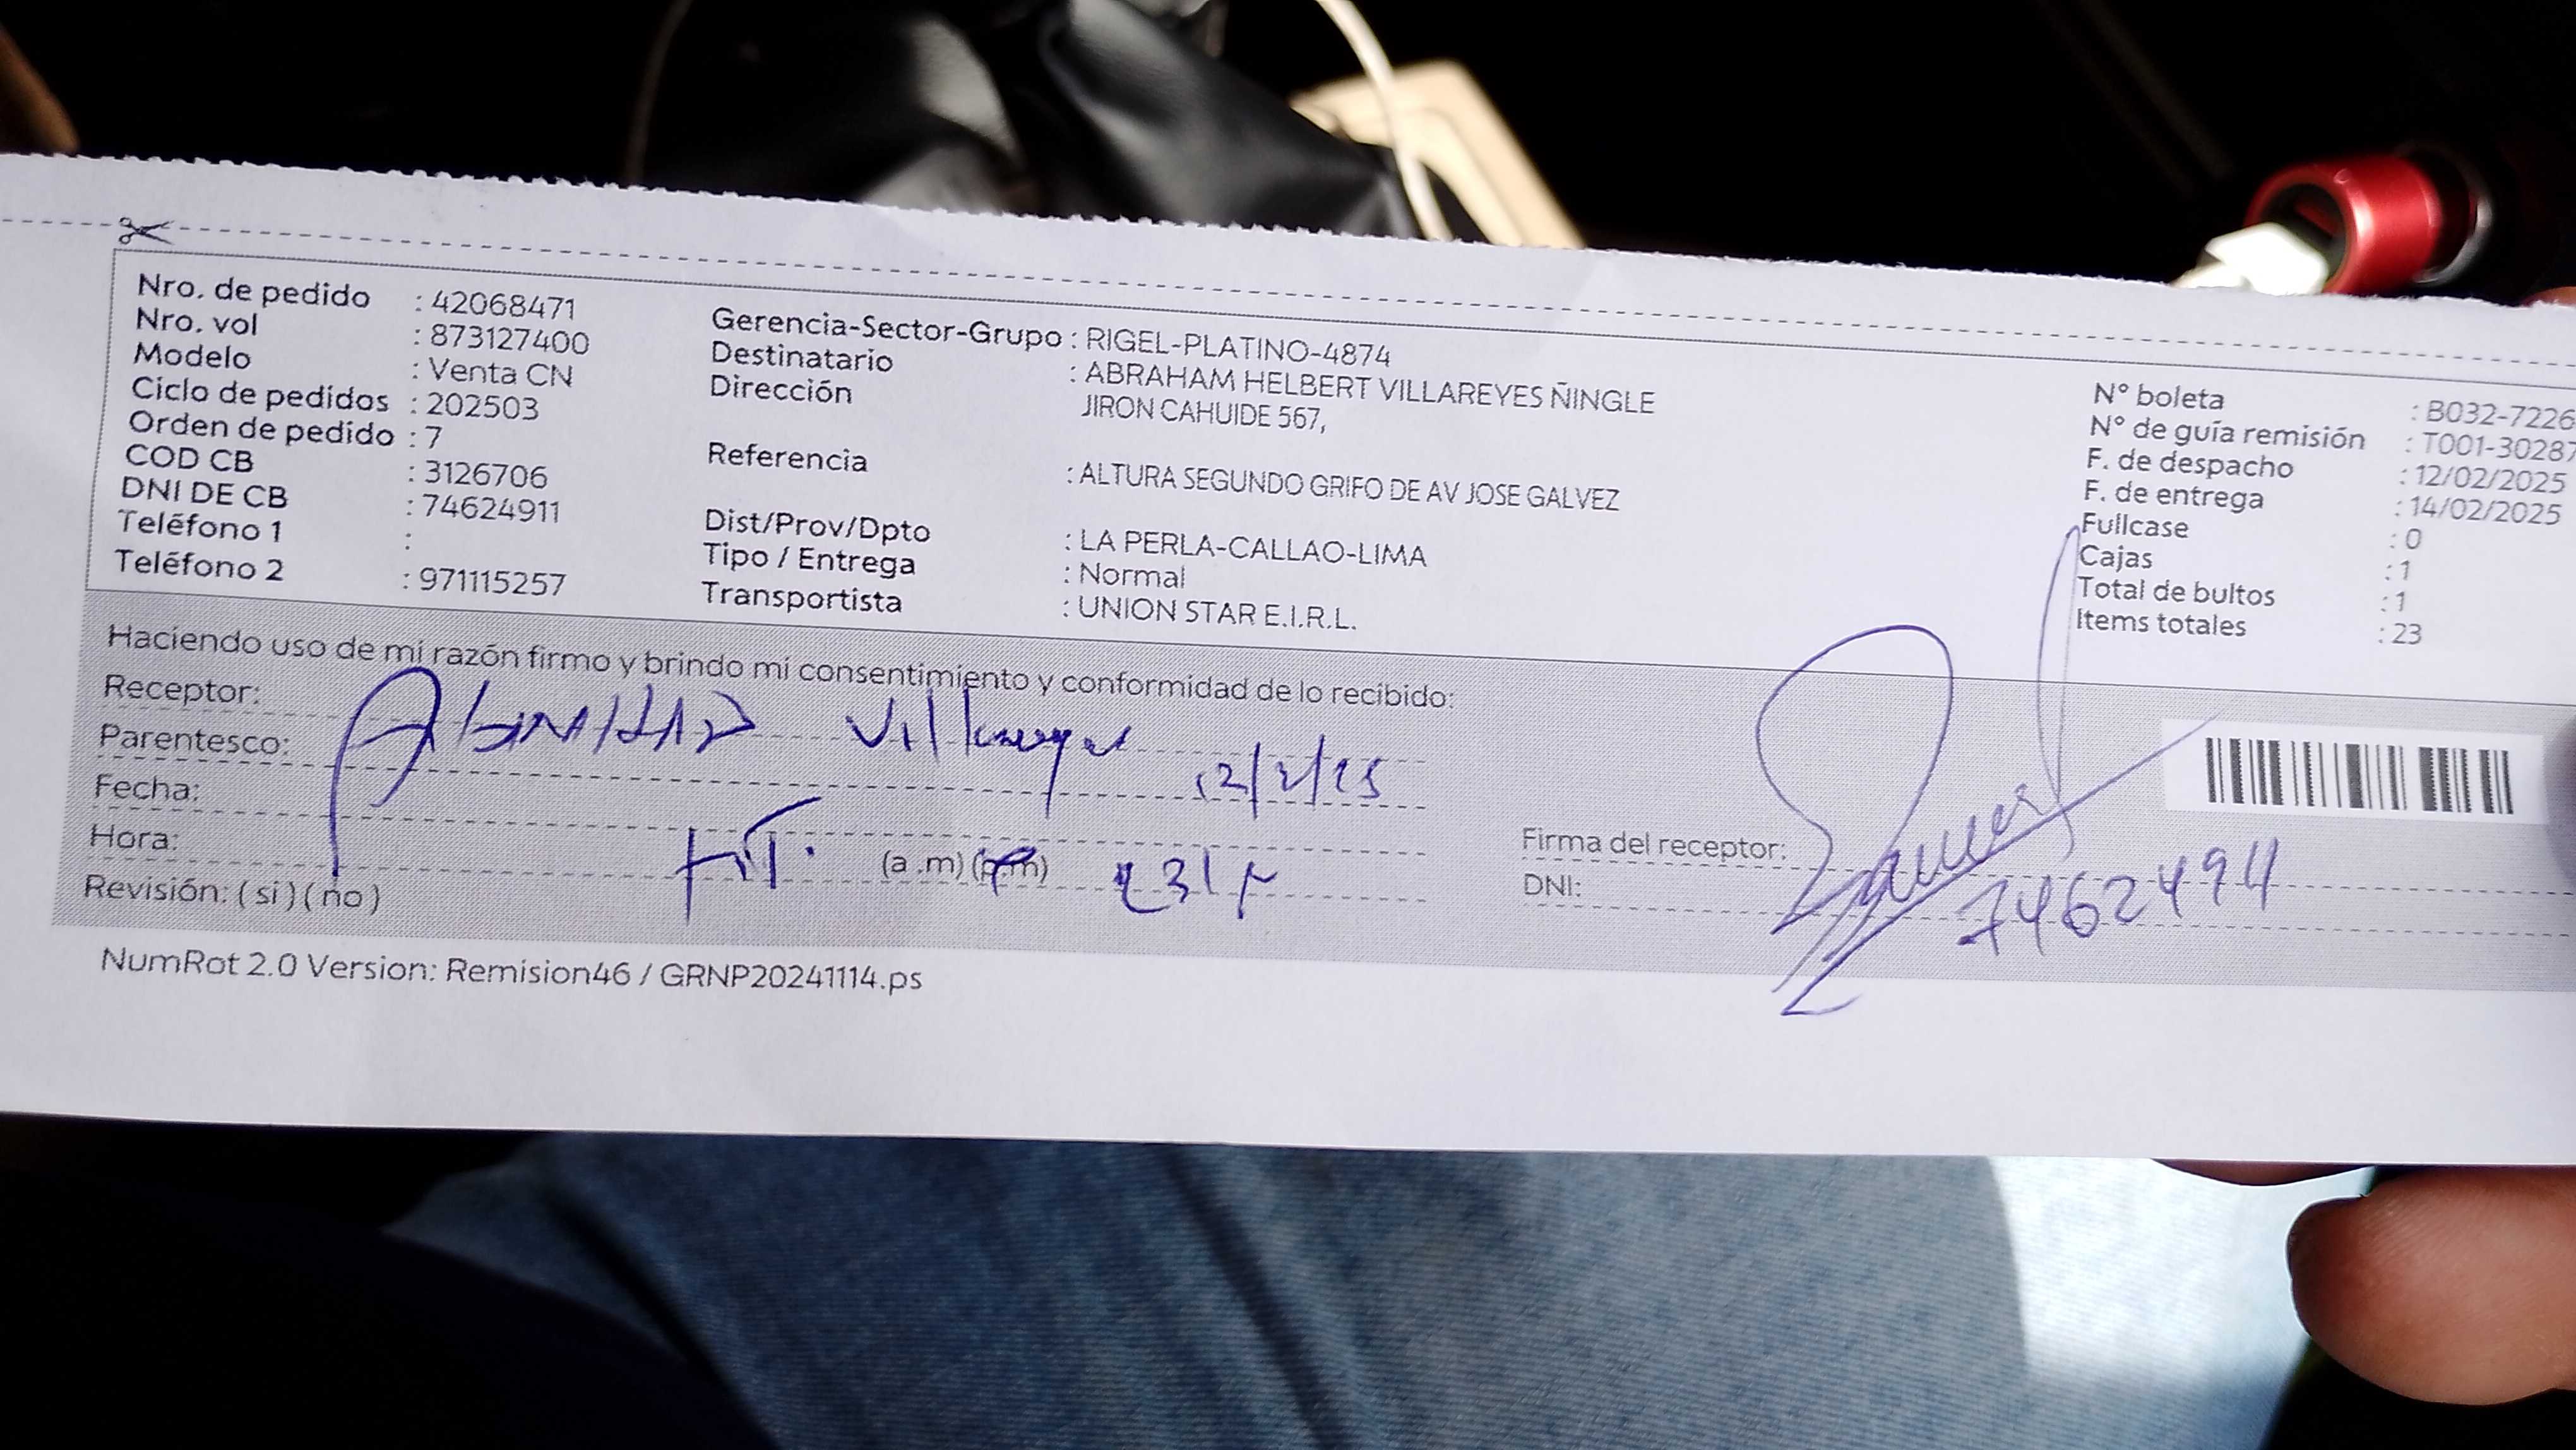 Nro. de pedido : 42068471
Nro. vol : 873127400
Modelo : Venta CN
Ciclo de pedidos : 202503
Orden de pedido : 7
COD CB : 3126706
DNI DE CB : 74624911
Teléfono 1 :
Teléfono 2 : 971115257
Gerencia-Sector-Grupo : RIGEL-PLATINO-4874
Destinatario : ABRAHAM HELBERT VILLAREYES ÑINGLE
Dirección JIRON CAHUIDE 567,
Referencia : ALTURA SEGUNDO GRIFO DE AV JOSE GALVEZ
Dist/Prov/Dpto : LA PERLA-CALLAO-LIMA
Tipo / Entrega : Normal
Transportista : UNION STAR E.I.R.L.
N° boleta : B032-7226
N° de guía remisión : T001-30287
F. de despacho : 12/02/2025
F. de entrega : 14/02/2025
Fullcase : 0
Cajas : 1
Total de bultos : 1
Items totales : 23
Haciendo uso de mi razón firmo y brindo mi consentimiento y conformidad de lo recibido:
Receptor:
Parentesco:
Fecha: 12/2/25
Hora: (a .m) (p.m)
Revisión: ( si ) ( no )
Firma del receptor:
DNI: 74624911
NumRot 2.0 Version: Remision46 / GRNP20241114.ps